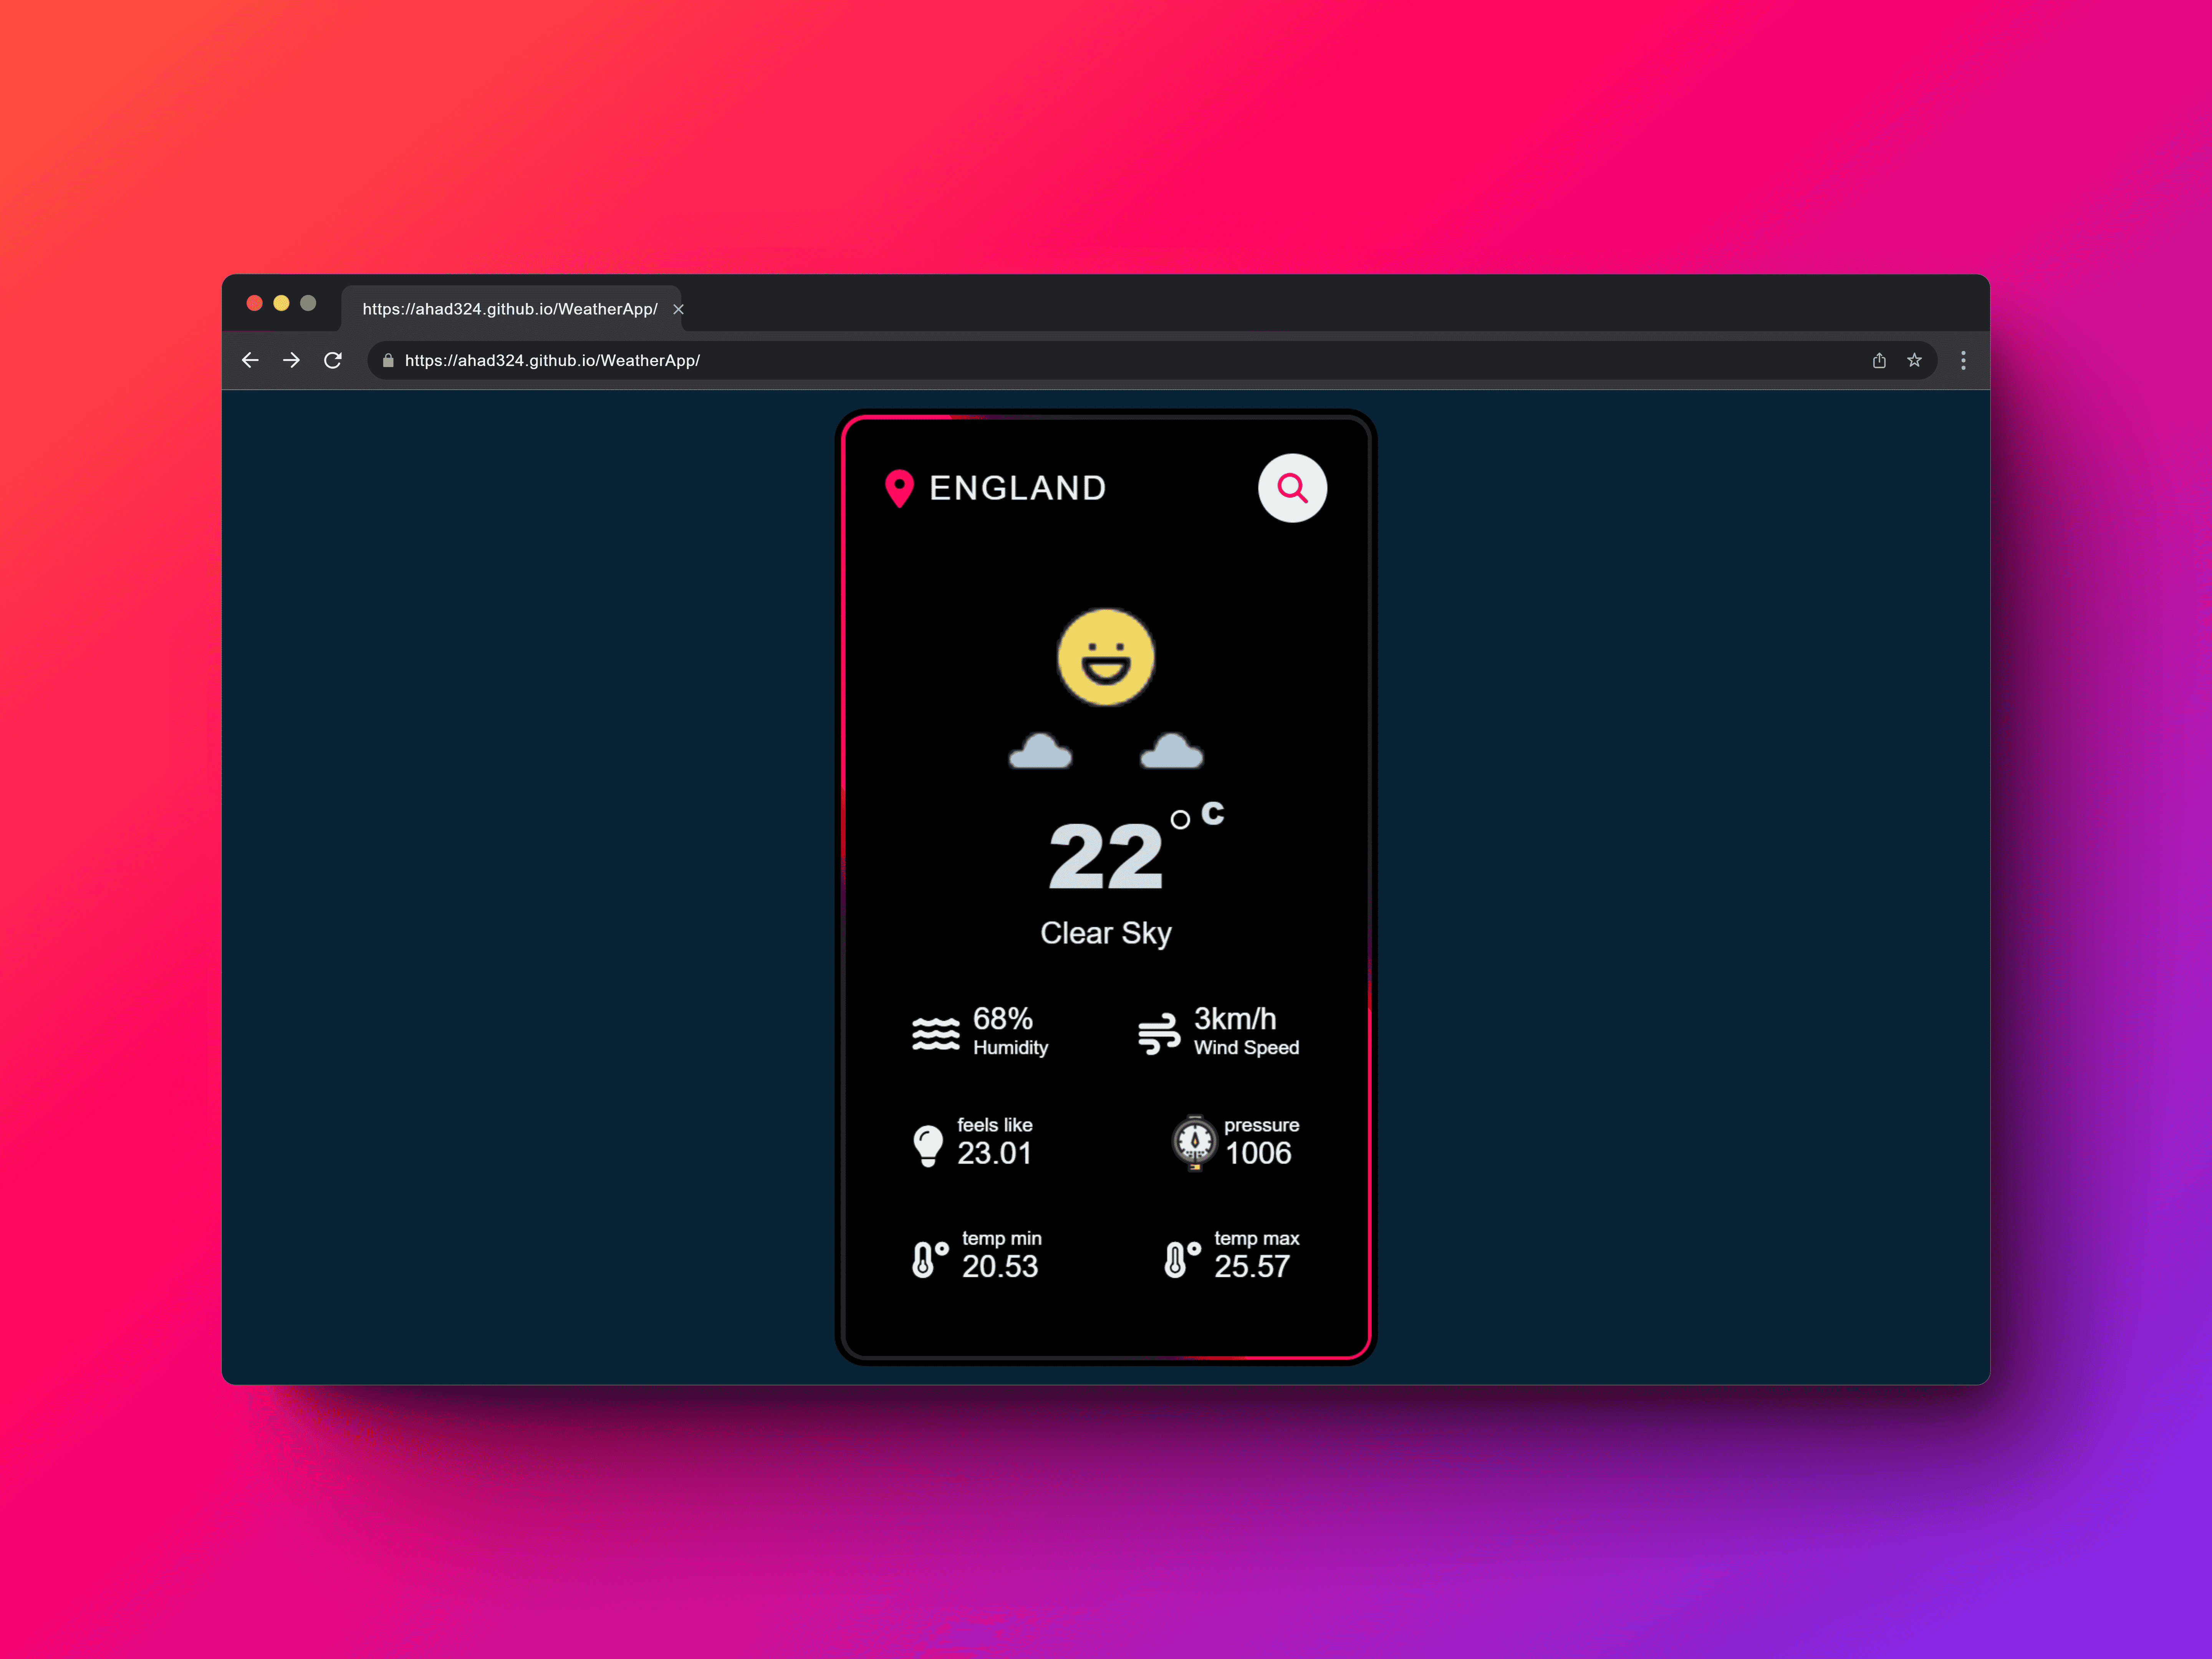 https://ahad324.github.io/WeatherApp/
https://ahad324.github.io/WeatherApp/
ENGLAND
22°C
Clear Sky
68%
Humidity
3km/h
Wind Speed
feels like
23.01
pressure
1006
temp min
20.53
temp max
25.57